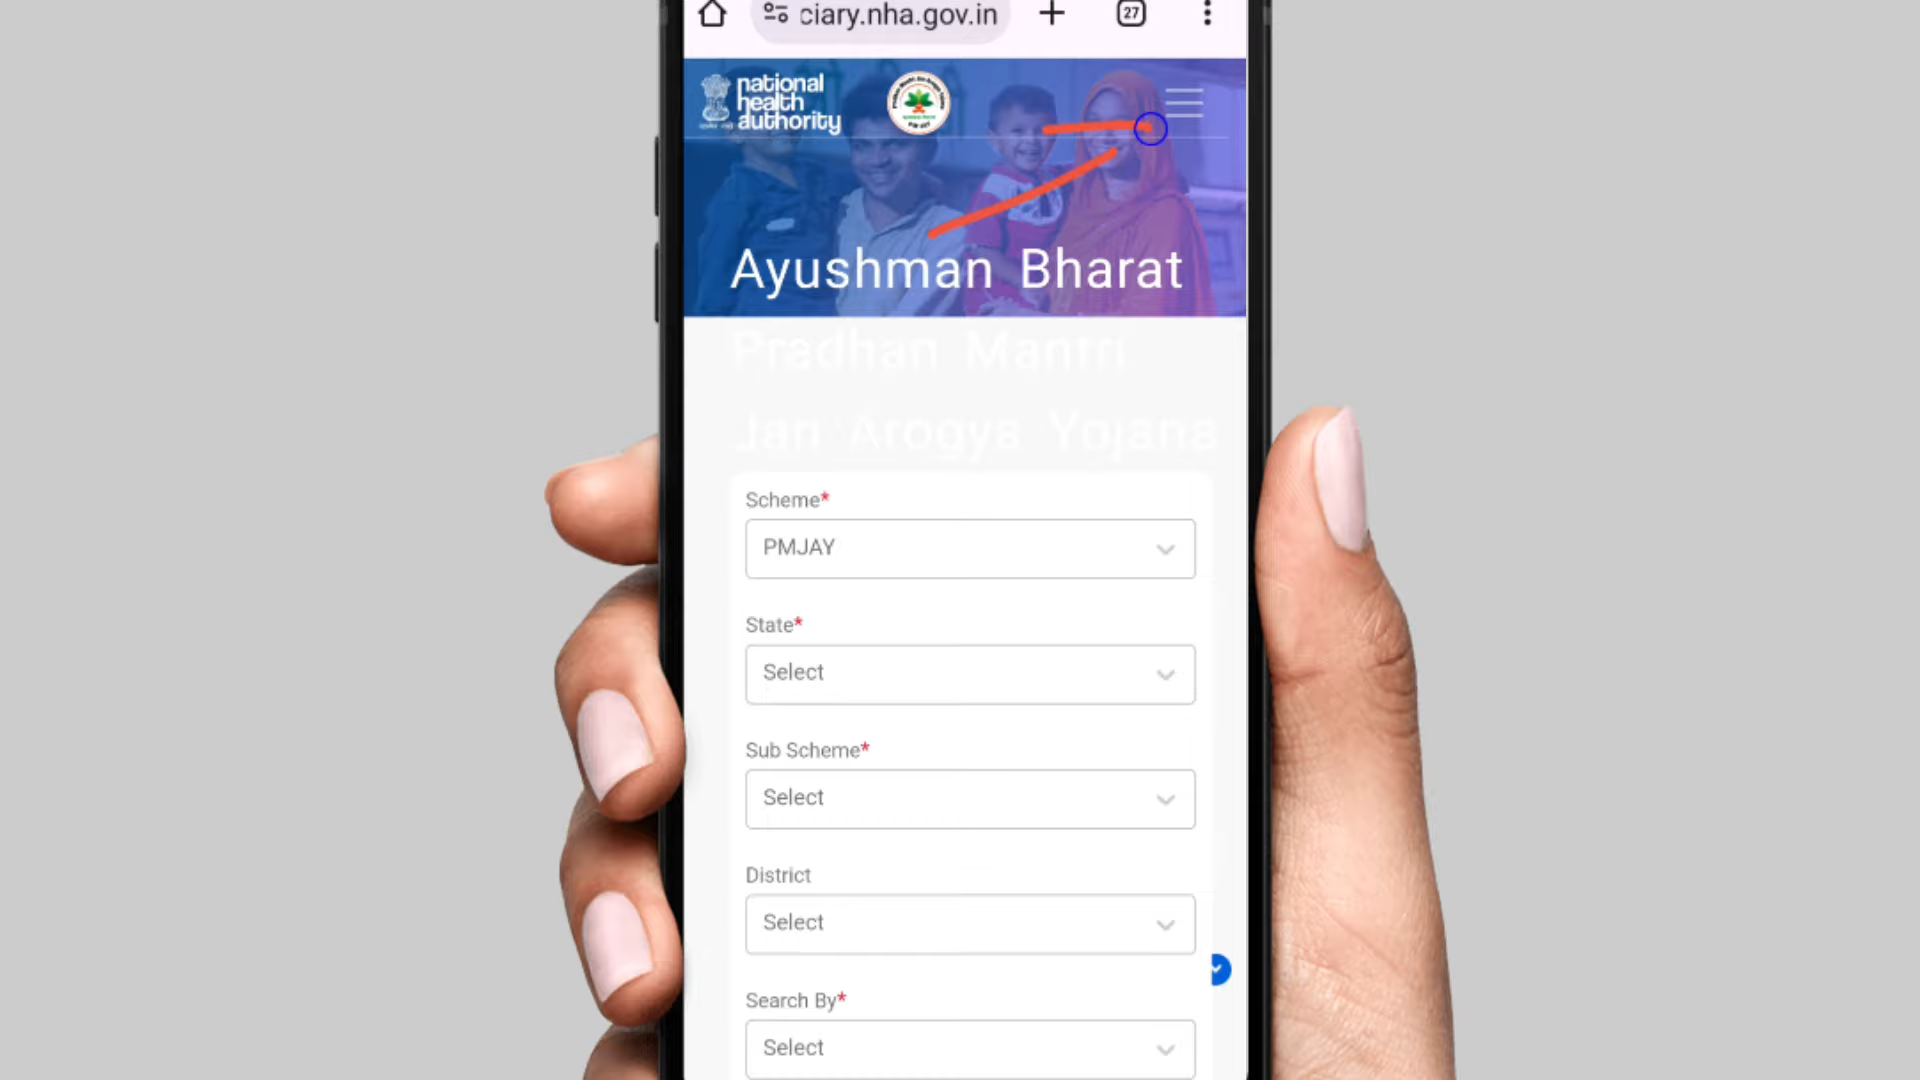 ciary.nha.gov.in
27
national
health
authority
Ayushman Bharat
Pradhan Mantri
Jan Arogya Yojana
Scheme*
PMJAY
State*
Select
Sub Scheme*
Select
District
Select
Search By*
Select